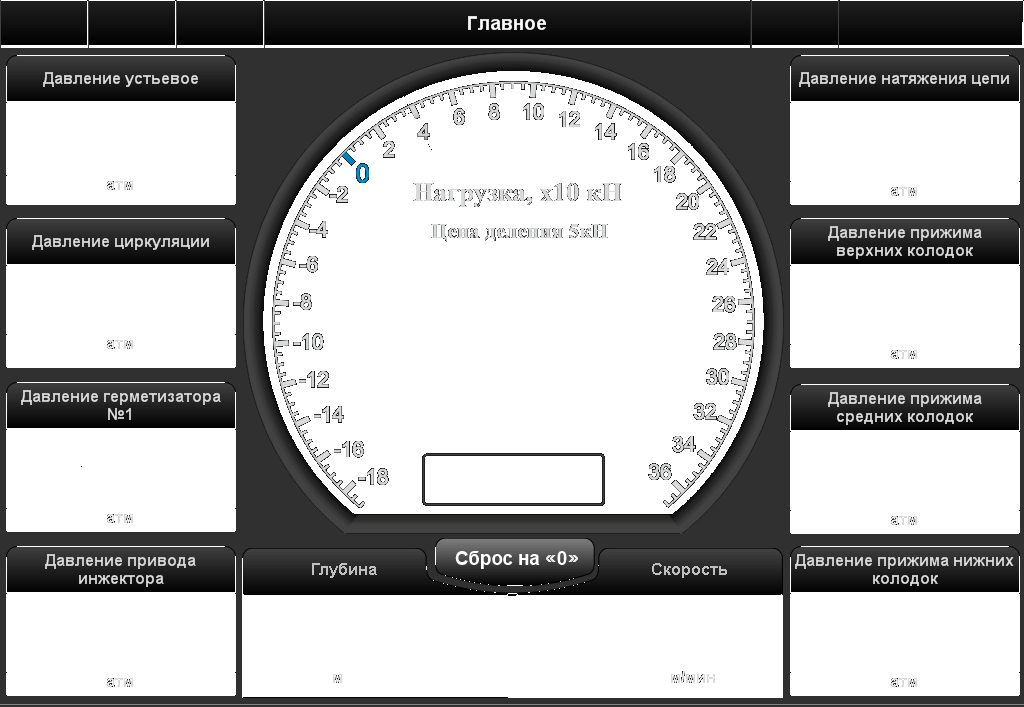 Главное
Давление устьевое
атм
Давление циркуляции
атм
Давление герметизатора
№1
атм
Давление привода
инжектора
атм
Нагрузка, х10 кН
Цена деления 5кН
-18
-16
-14
-12
-10
-8
-6
-4
-2
0
2
4
6
8
10
12
14
16
18
20
22
24
26
28
30
32
34
36
Сброс на «0»
Глубина
м
Скорость
м/мин
Давление натяжения цепи
атм
Давление прижима
верхних колодок
атм
Давление прижима
средних колодок
атм
Давление прижима нижних
колодок
атм